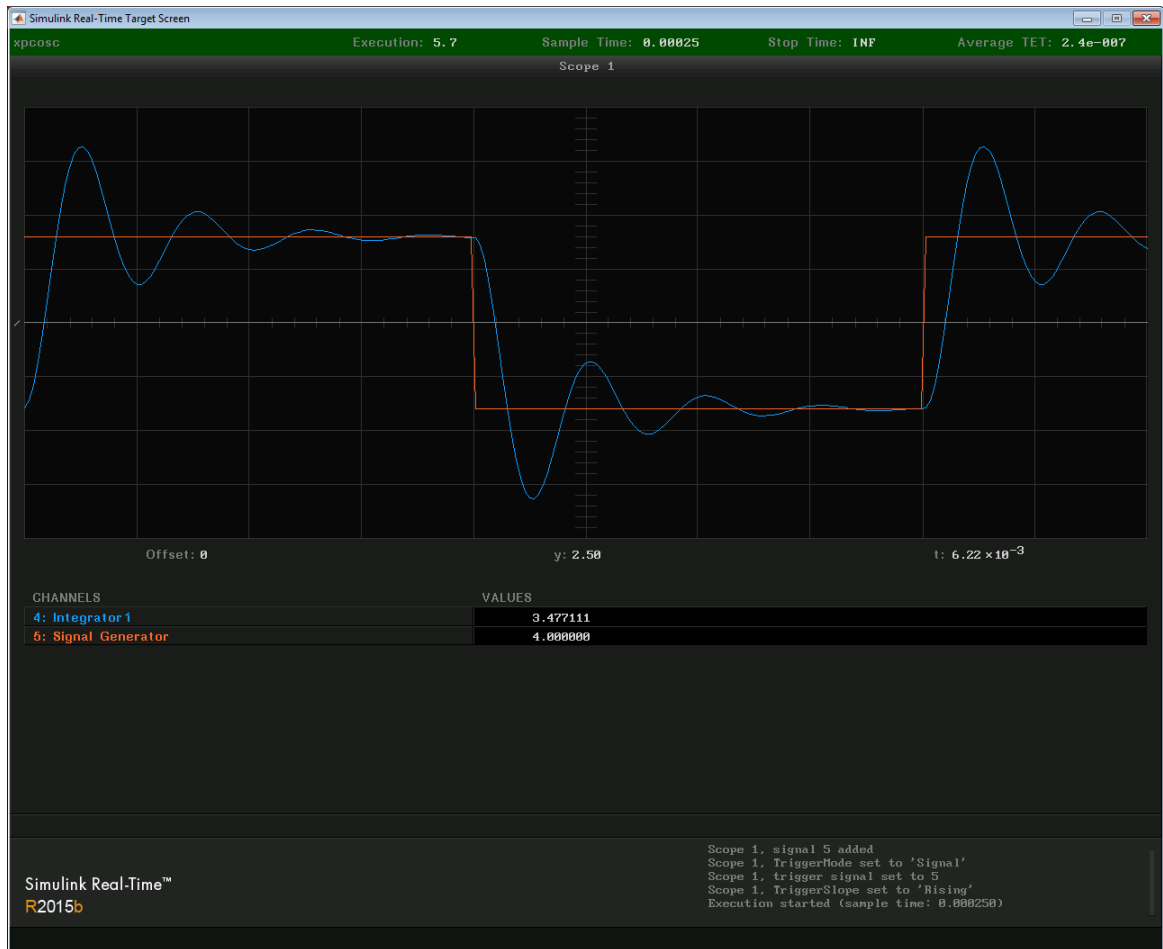 Simulink Real-Time Target Screen
xpcosc Execution: 5.7 Sample Time: 0.00025 Stop Time: INF Average TET: 2.4e-007
Scope 1
Offset: 0 y: 2.50 t: 6.22 ×10⁻³
CHANNELS VALUES
4: Integrator1 3.477111
5: Signal Generator 4.000000
Scope 1, signal 5 added
Scope 1, TriggerMode set to 'Signal'
Scope 1, trigger signal set to 5
Scope 1, TriggerSlope set to 'Rising'
Execution started (sample time: 0.000250)
Simulink Real-Time™
R2015b